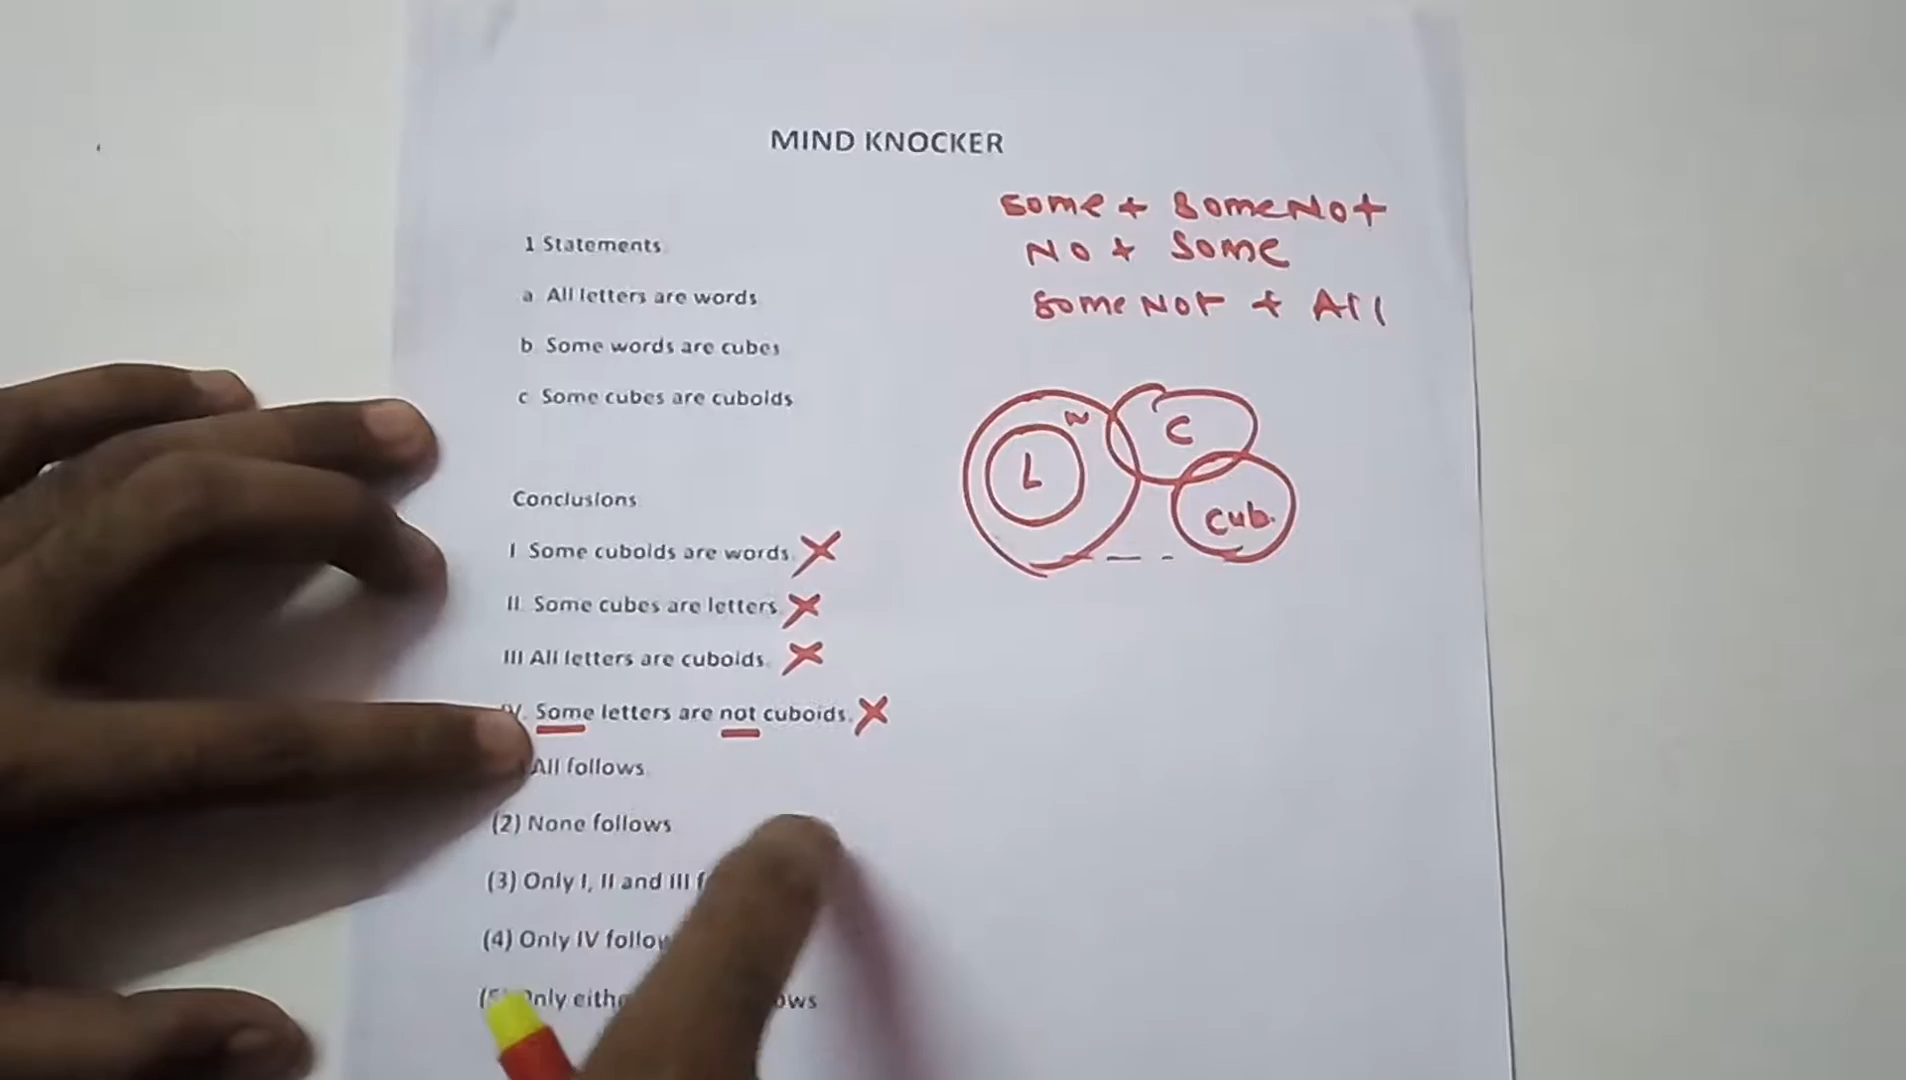 MIND KNOCKER
some + Some Not
No + Some
Some Not + All
1 Statements
a All letters are words
b Some words are cubes
c Some cubes are cuboids
W
C
L
Cub.
Conclusions
I Some cuboids are words.
II. Some cubes are letters
III All letters are cuboids.
IV. Some letters are not cuboids.
All follows
(2) None follows
(3) Only I, II and III
(4) Only IV
Only